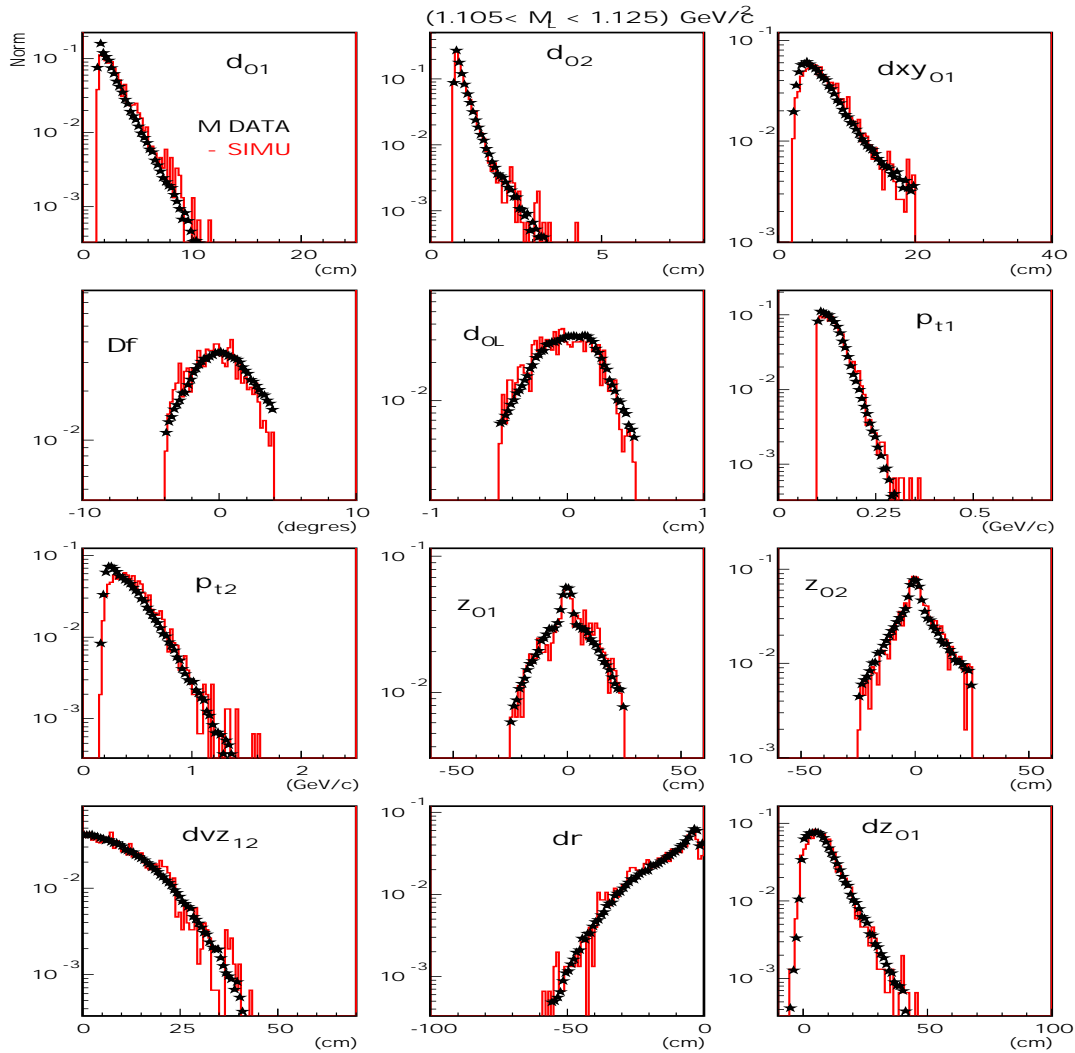 (1.105< M_L < 1.125) GeV/c²
Norm
d_O1
M DATA
- SIMU
10⁻¹
10⁻²
10⁻³
0 10 20
(cm)
d_O2
10⁻¹
10⁻²
10⁻³
0 5
(cm)
dxy_O1
10⁻¹
10⁻²
10⁻³
0 20 40
(cm)
Df
10⁻²
-10 0 10
(degres)
d_OL
10⁻²
-1 0 1
(cm)
p_t1
10⁻¹
10⁻²
10⁻³
0 0.25 0.5
(GeV/c)
p_t2
10⁻¹
10⁻²
10⁻³
0 1 2
(GeV/c)
z_O1
10⁻¹
10⁻²
-50 0 50
(cm)
z_O2
10⁻¹
10⁻²
10⁻³
-50 0 50
(cm)
dvz_12
10⁻²
10⁻³
0 25 50
(cm)
dr
10⁻¹
10⁻²
10⁻³
-100 -50 0
(cm)
dz_O1
10⁻¹
10⁻²
10⁻³
0 50 100
(cm)